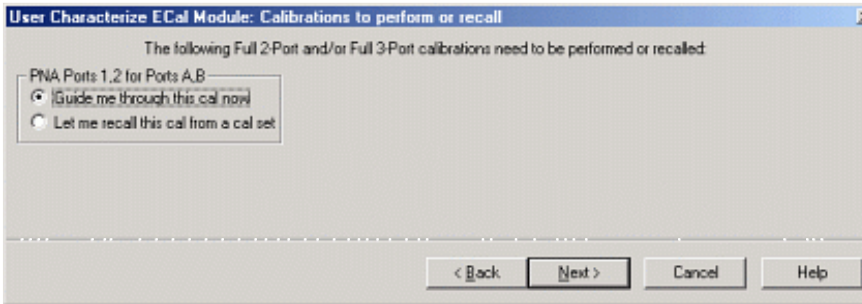 User Characterize ECal Module: Calibrations to perform or recall
The following Full 2-Port and/or Full 3-Port calibrations need to be performed or recalled:
PNA Ports 1,2 for Ports A,B
Guide me through this cal now
Let me recall this cal from a cal set
< Back
Next >
Cancel
Help